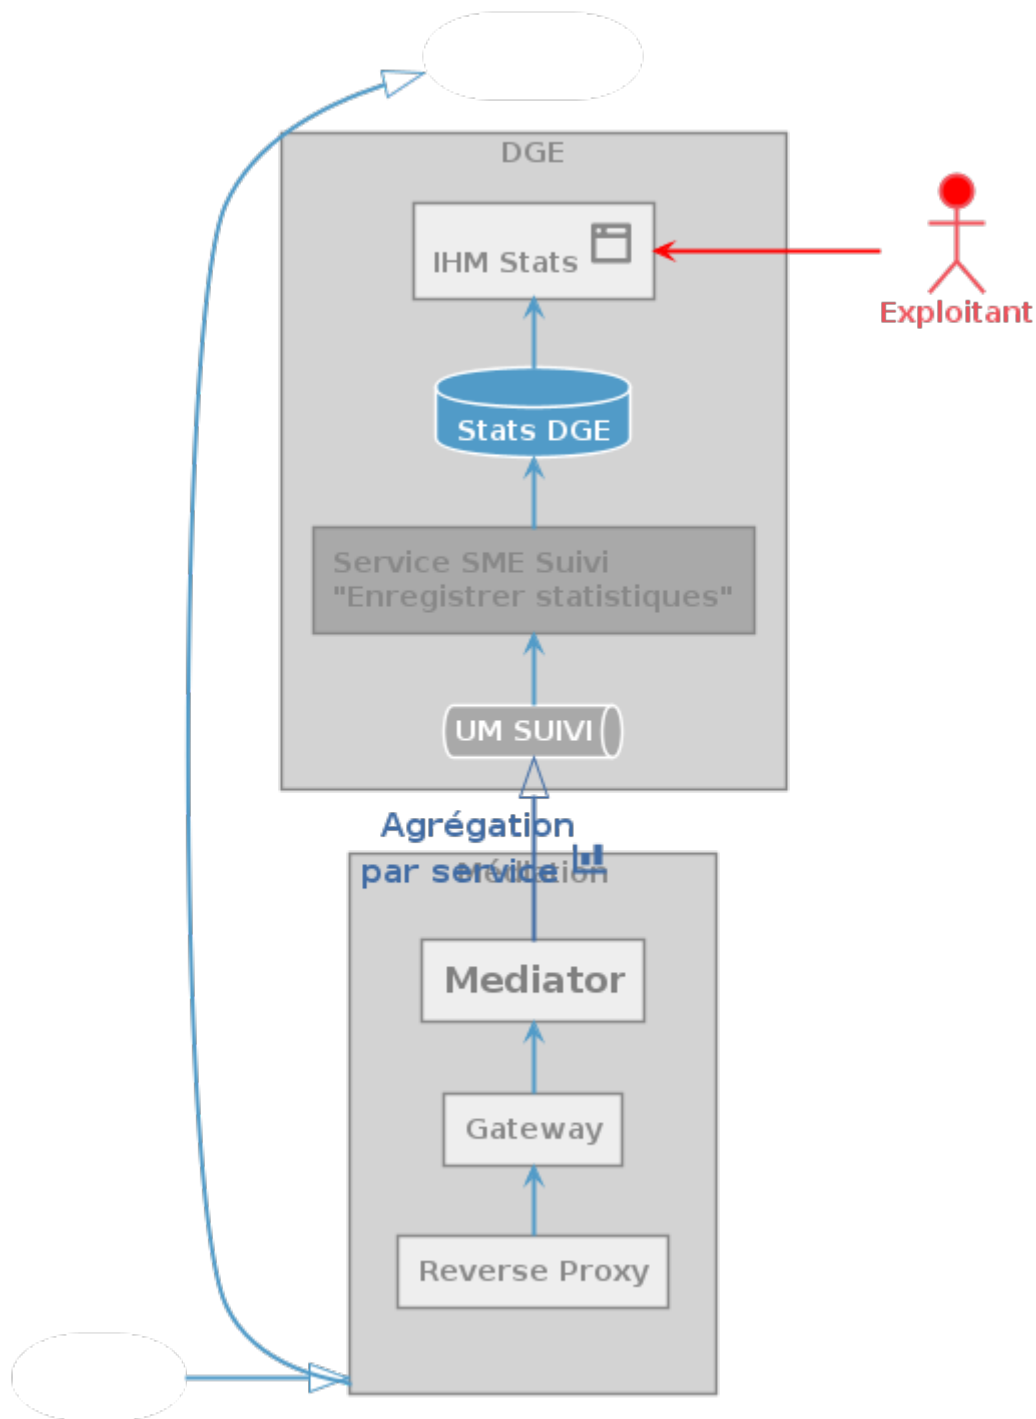 DGE
IHM Stats
Exploitant
Stats DGE
Service SME Suivi
"Enregistrer statistiques"
UM SUIVI
Agrégation
par service
Médiation
Mediator
Gateway
Reverse Proxy